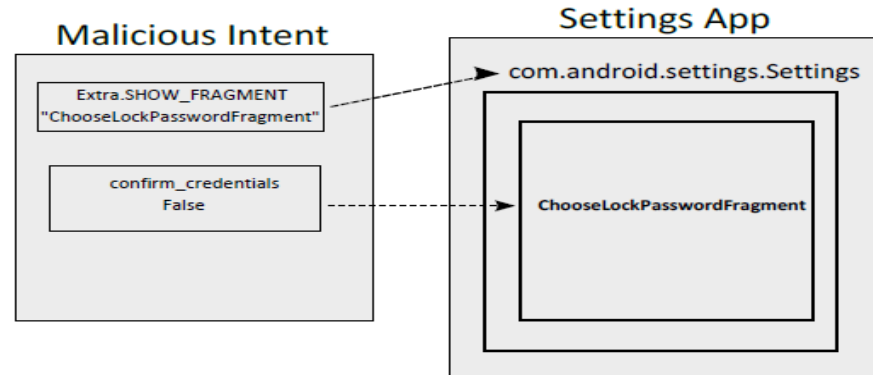 Malicious Intent
Extra.SHOW_FRAGMENT
"ChooseLockPasswordFragment"
confirm_credentials
False
Settings App
com.android.settings.Settings
ChooseLockPasswordFragment